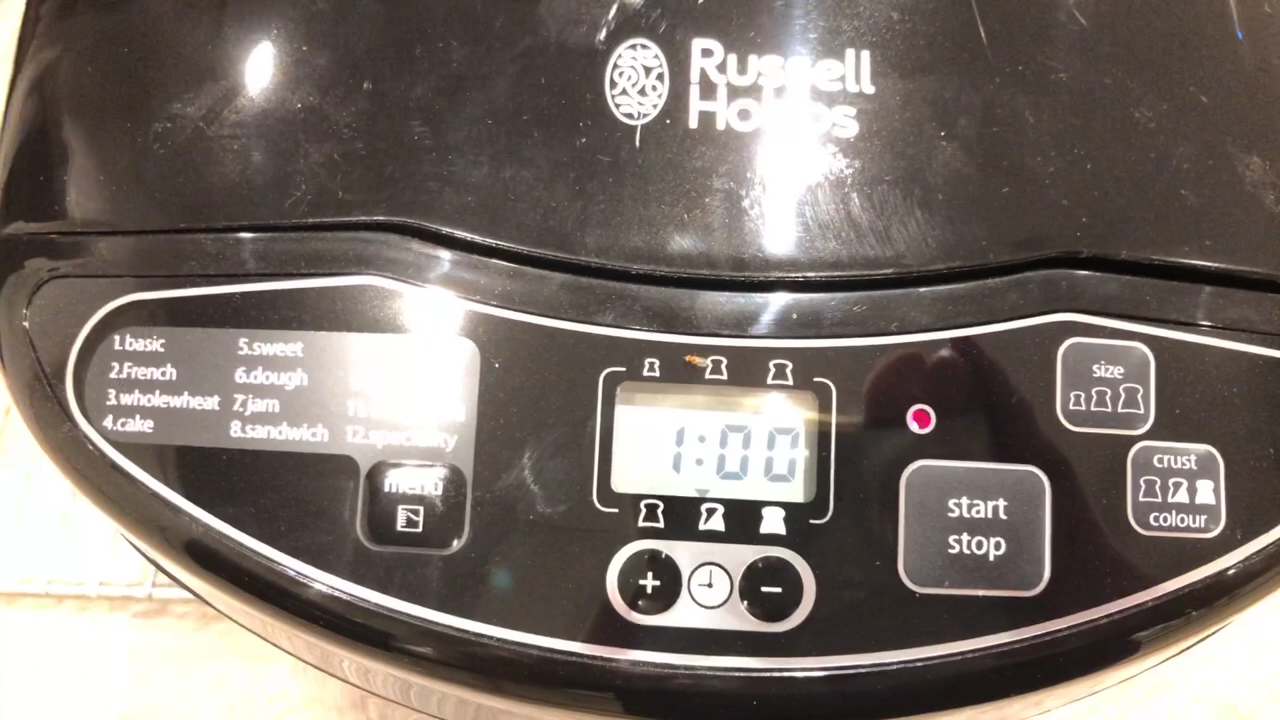 Russell
Hobbs
1.basic
2.French
3.wholewheat
4.cake
5.sweet
6.dough
7.jam
8.sandwich
12.speciality
menu
1:00
+
−
start
stop
size
crust
colour